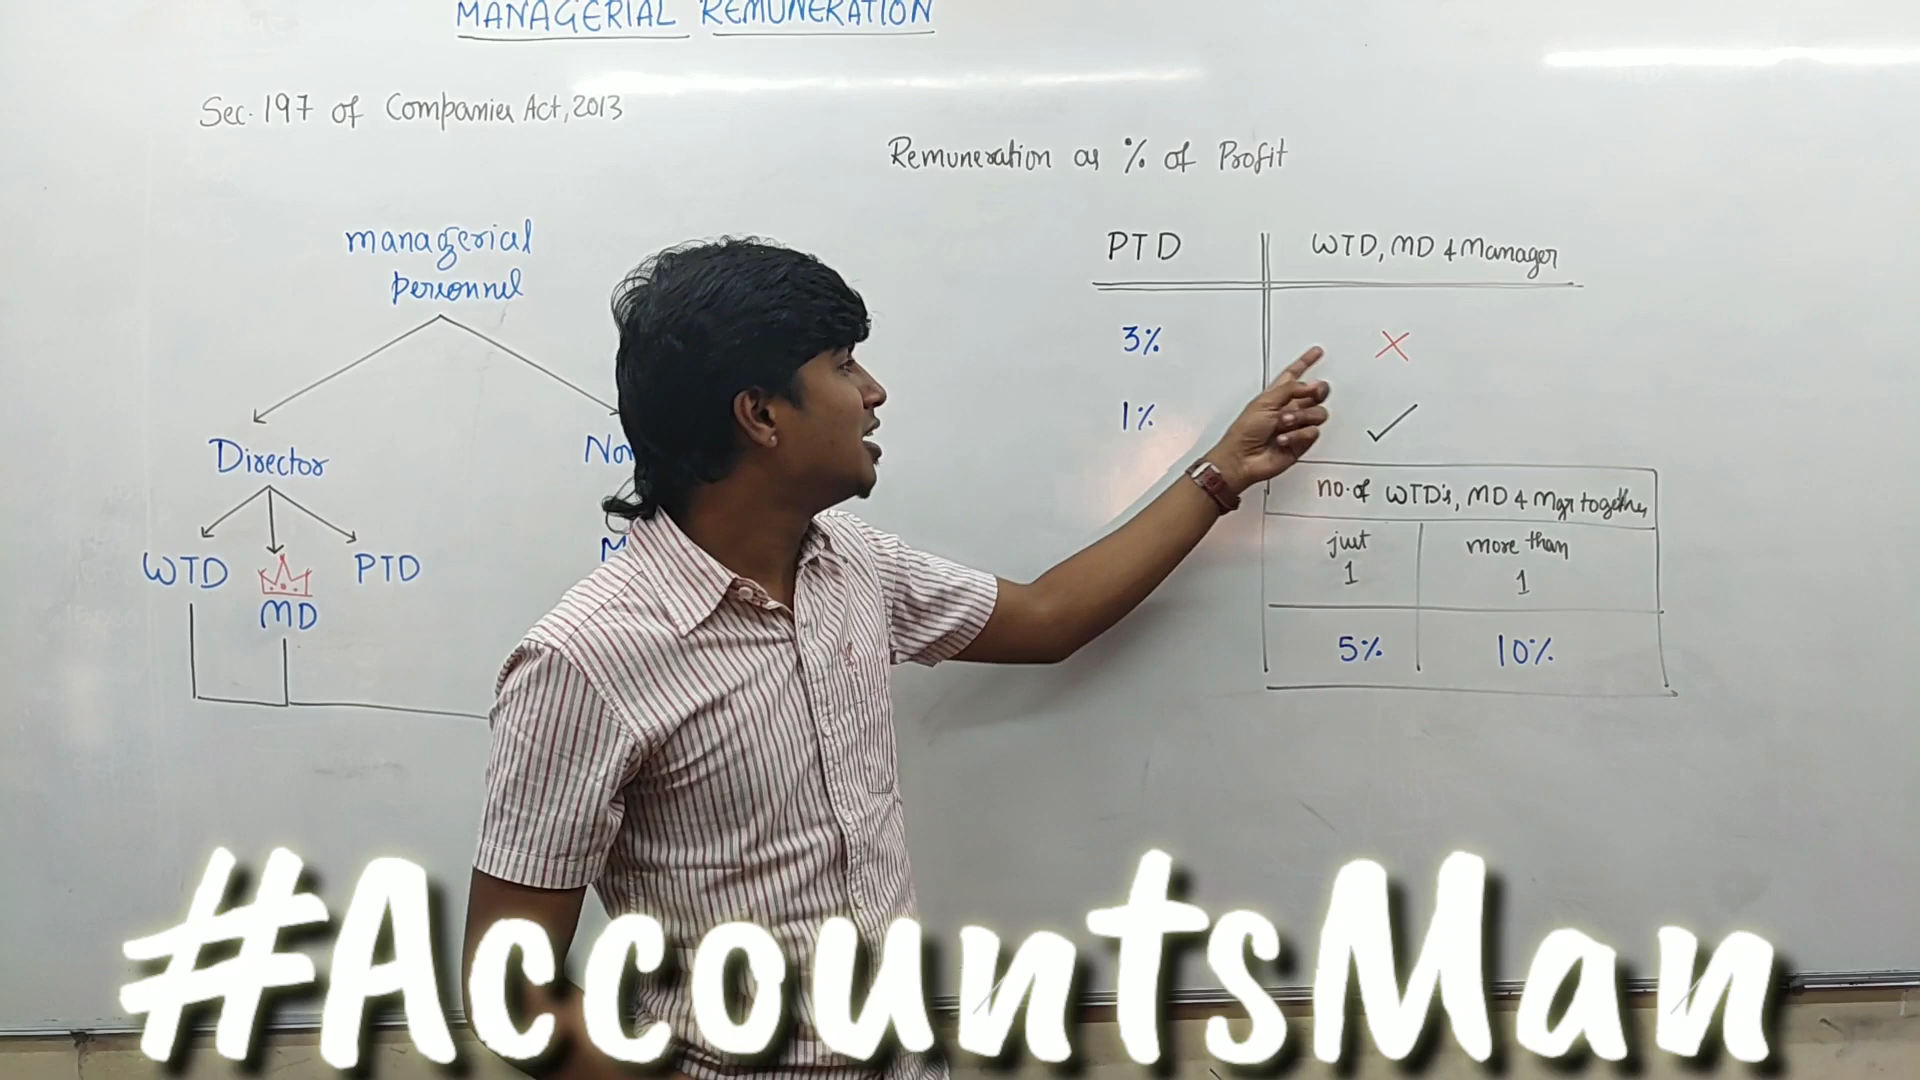 MANAGERIAL REMUNERATION
Sec. 197 of Companies Act, 2013
managerial
personnel
Director
WTD
MD
PTD
Remuneration as % of Profit
PTD WTD, MD & Manager
3% ✗
1% ✓
no. of WTD's, MD & Mgr together
just
1
more than
1
5% 10%
#AccountsMan